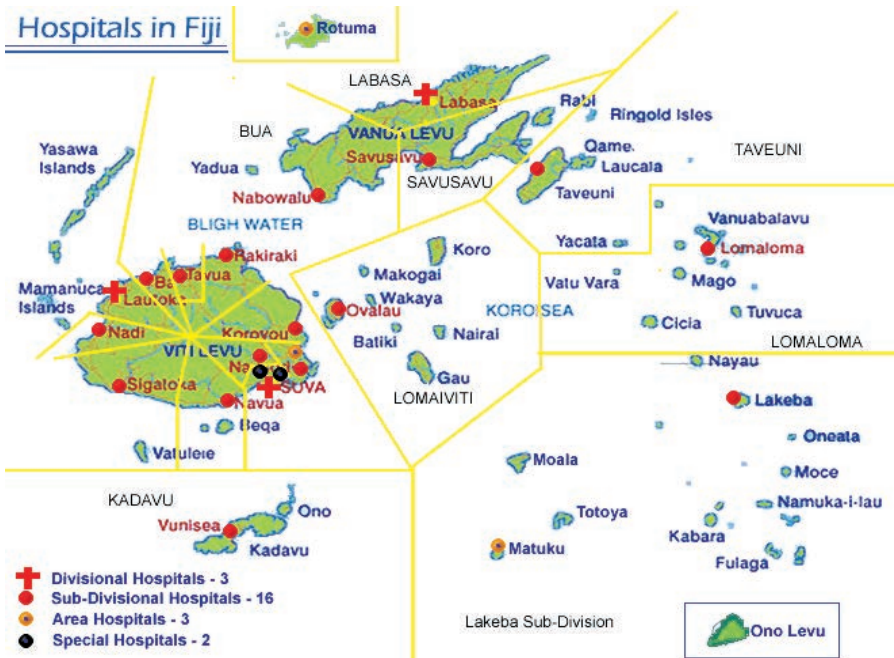 Hospitals in Fiji
Rotuma
LABASA
Labasa
Rabi
Ringold Isles
BUA
VANUA LEVU
Yasawa
Islands
Savusavu
Qame.
Laucala
TAVEUNI
Yadua
SAVUSAVU
Nabowalu
Taveuni
BLIGH WATER
Vanuabalavu
Koro
Yacata
Lomaloma
Rakiraki
Makogai
Tavua
Ba
Vatu Vara
Mago
Mamanuca
Islands
Lautoka
Wakaya
KOROISEA
Ovalau
Tuvuca
Nadi
Korovou
Batiki
Nairai
Cicia
VITI LEVU
LOMALOMA
Nayau
Gau
Sigatoka
SUVA
LOMAIVITI
Navua
Lakeba
Beqa
Oneata
Vatulele
Moala
Moce
KADAVU
Ono
Namuka-i-lau
Totoya
Vunisea
Kabara
Kadavu
Matuku
Fulaga
Divisional Hospitals - 3
Sub-Divisional Hospitals - 16
Area Hospitals - 3
Special Hospitals - 2
Lakeba Sub-Division
Ono Levu